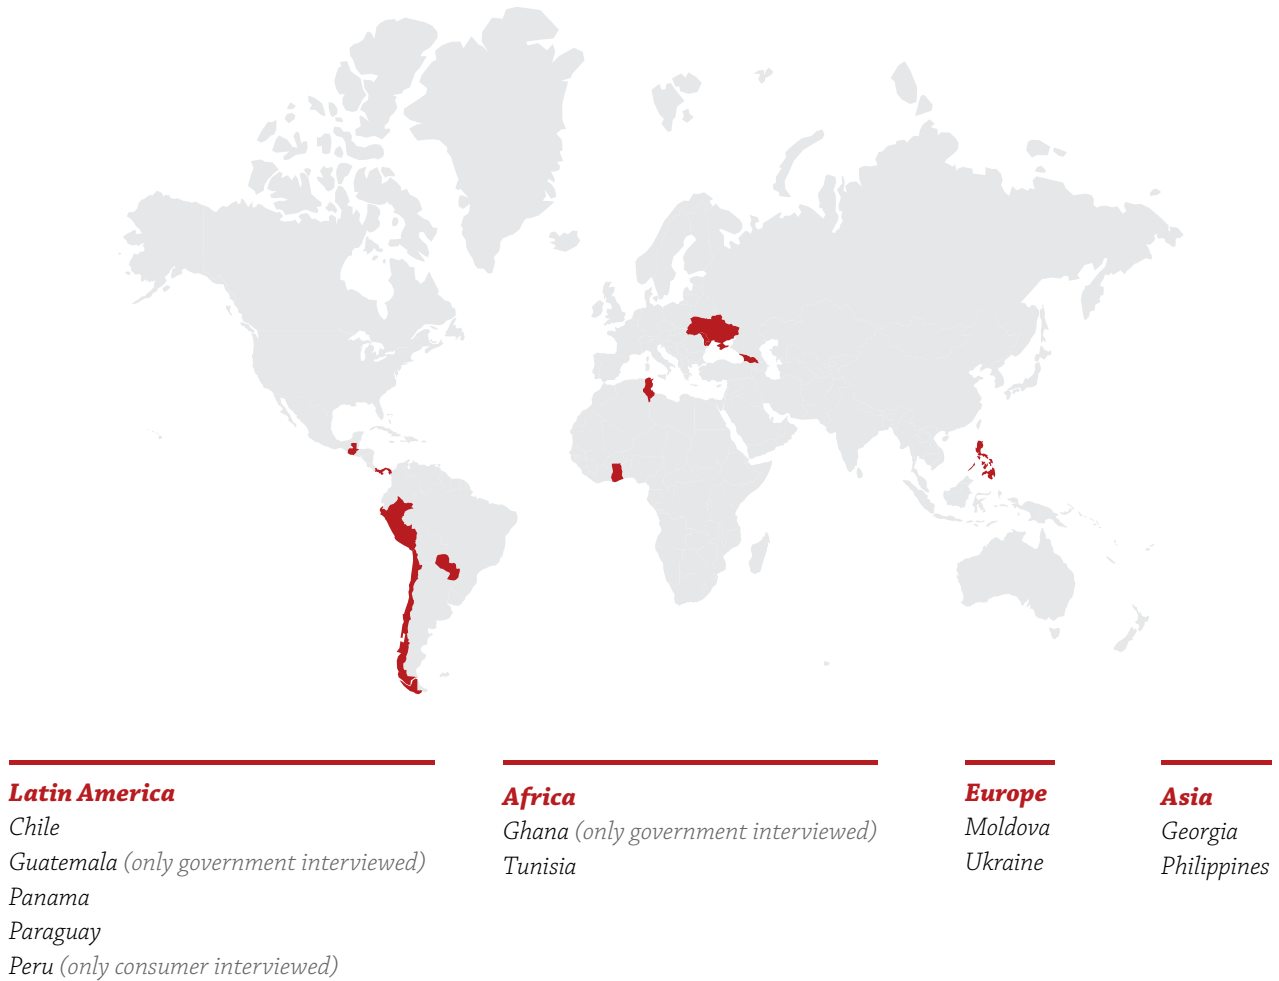 Latin America
Chile
Guatemala (only government interviewed)
Panama
Paraguay
Peru (only consumer interviewed)
Africa
Ghana (only government interviewed)
Tunisia
Europe
Moldova
Ukraine
Asia
Georgia
Philippines